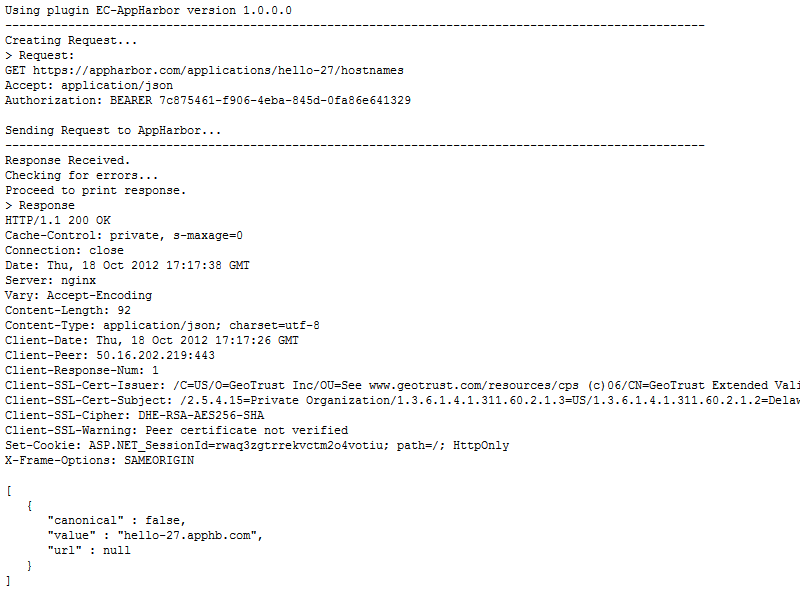 Using plugin EC-AppHarbor version 1.0.0.0
----------------------------------------------------------------------------------------------------
Creating Request...
> Request:
GET https://appharbor.com/applications/hello-27/hostnames
Accept: application/json
Authorization: BEARER 7c875461-f906-4eba-845d-0fa86e641329
Sending Request to AppHarbor...
----------------------------------------------------------------------------------------------------
Response Received.
Checking for errors...
Proceed to print response.
> Response
HTTP/1.1 200 OK
Cache-Control: private, s-maxage=0
Connection: close
Date: Thu, 18 Oct 2012 17:17:38 GMT
Server: nginx
Vary: Accept-Encoding
Content-Length: 92
Content-Type: application/json; charset=utf-8
Client-Date: Thu, 18 Oct 2012 17:17:26 GMT
Client-Peer: 50.16.202.219:443
Client-Response-Num: 1
Client-SSL-Cert-Issuer: /C=US/O=GeoTrust Inc/OU=See www.geotrust.com/resources/cps (c)06/CN=GeoTrust Extended Vali
Client-SSL-Cert-Subject: /2.5.4.15=Private Organization/1.3.6.1.4.1.311.60.2.1.3=US/1.3.6.1.4.1.311.60.2.1.2=Delaw
Client-SSL-Cipher: DHE-RSA-AES256-SHA
Client-SSL-Warning: Peer certificate not verified
Set-Cookie: ASP.NET_SessionId=rwaq3zgtrrekvctm2o4votiu; path=/; HttpOnly
X-Frame-Options: SAMEORIGIN
[
{
"canonical" : false,
"value" : "hello-27.apphb.com",
"url" : null
}
]